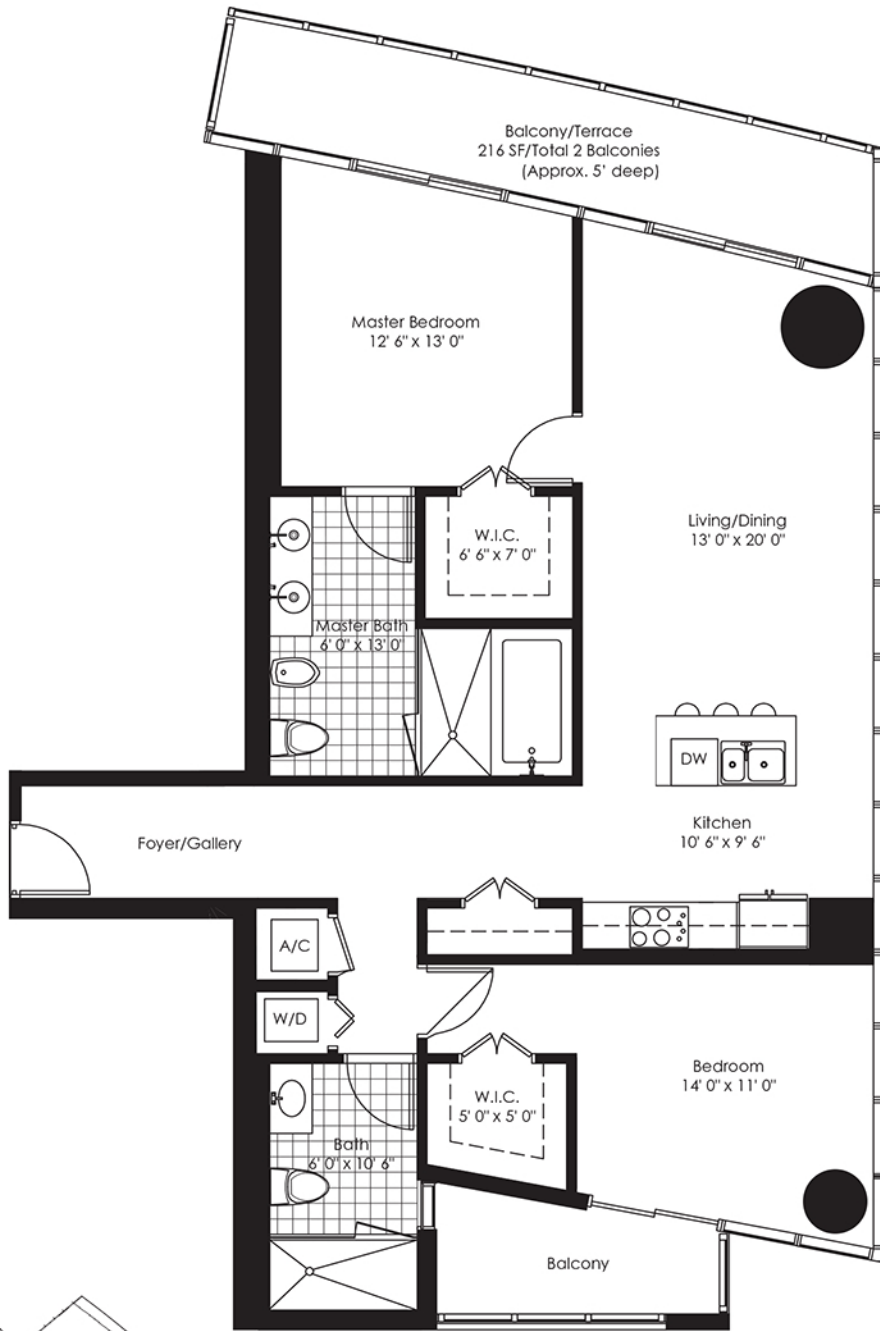 Balcony/Terrace
216 SF/Total 2 Balconies
(Approx. 5' deep)
Master Bedroom
12' 6" x 13' 0"
W.I.C.
6' 6" x 7' 0"
Living/Dining
13' 0" x 20' 0"
Master Bath
6' 0" x 13' 0'
DW
Kitchen
10' 6" x 9' 6"
Foyer/Gallery
A/C
W/D
Bedroom
14' 0" x 11' 0"
W.I.C.
5' 0" x 5' 0"
Bath
6' 0" x 10' 6"
Balcony